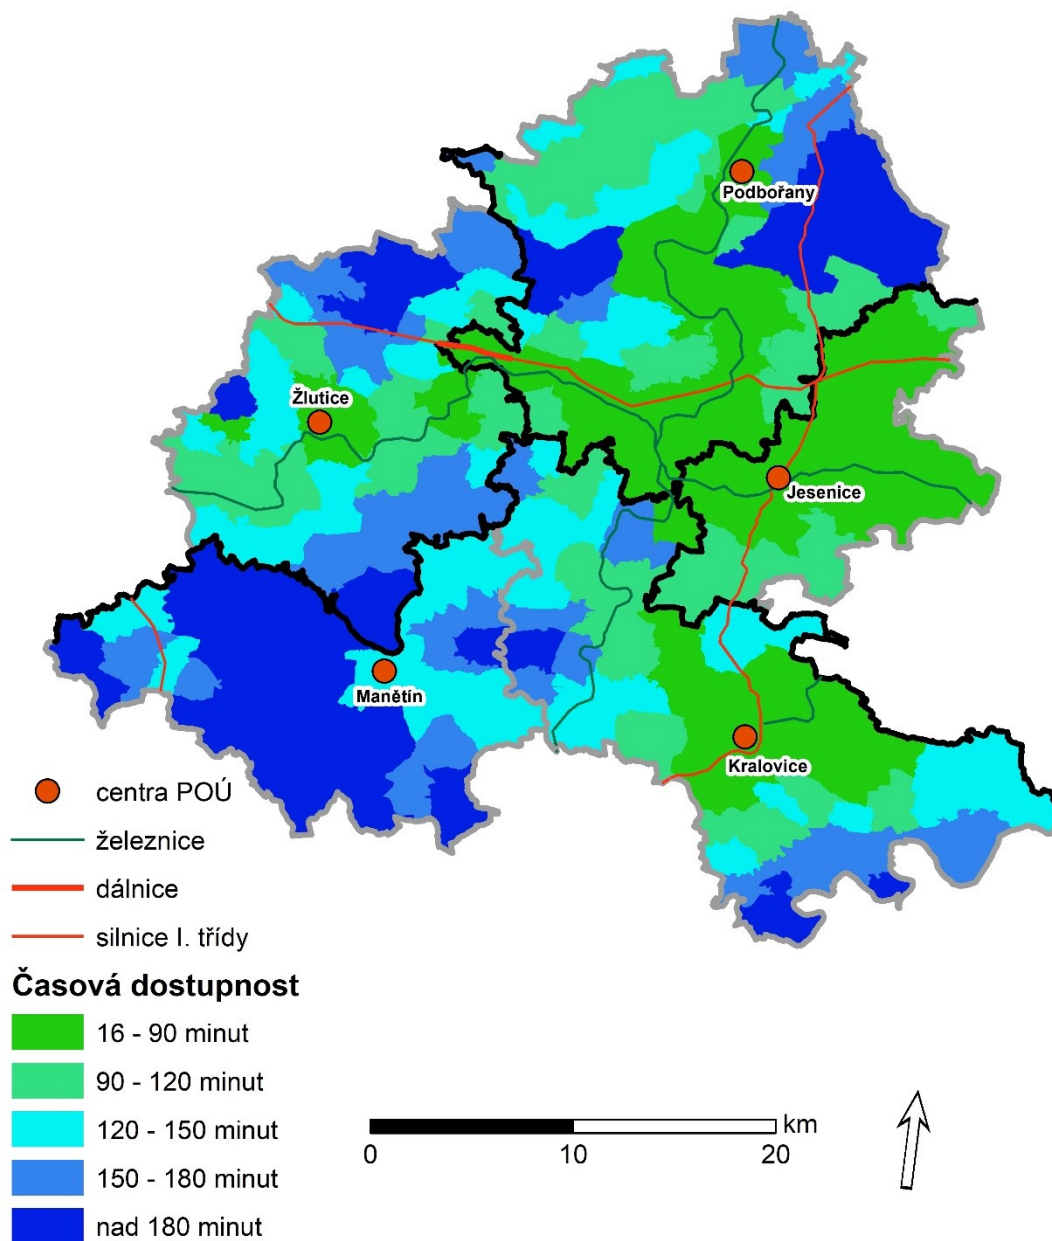 Podbořany
Žlutice
Jesenice
Manětín
Kralovice
centra POÚ
železnice
dálnice
silnice I. třídy
Časová dostupnost
16 - 90 minut
90 - 120 minut
120 - 150 minut
150 - 180 minut
nad 180 minut
km
0 10 20